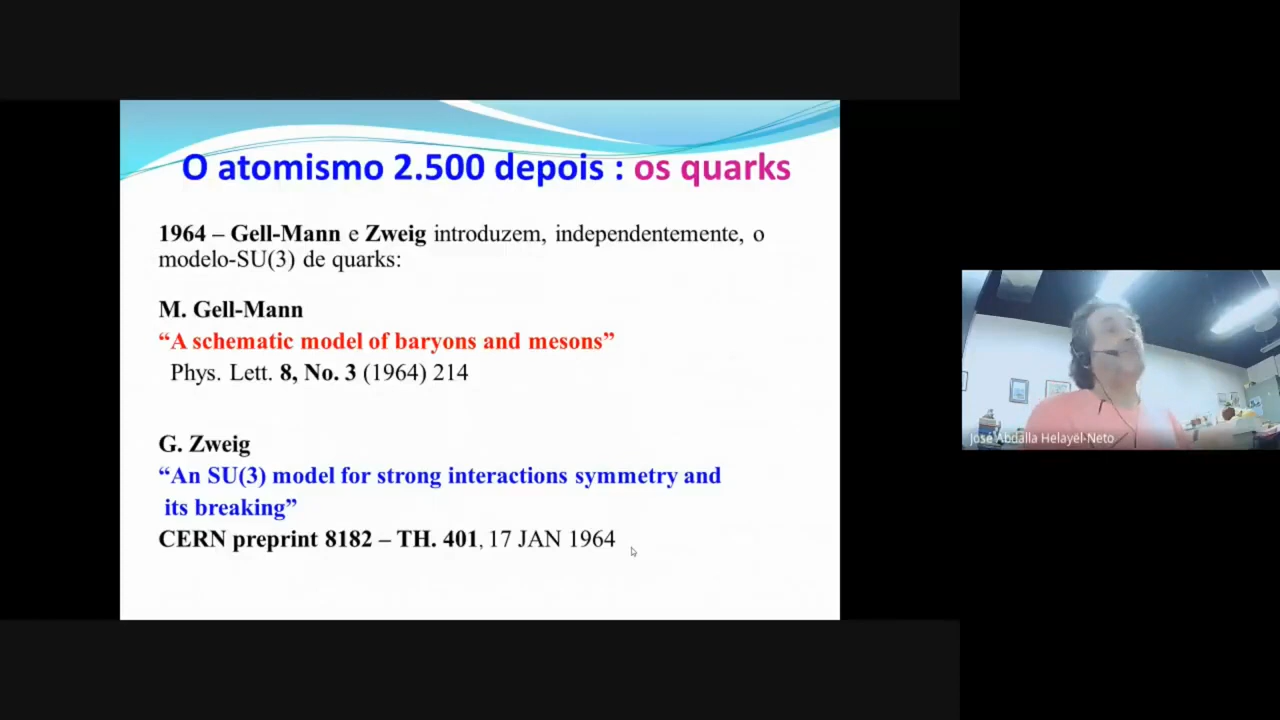 O atomismo 2.500 depois : os quarks
1964 – Gell-Mann e Zweig introduzem, independentemente, o
modelo-SU(3) de quarks:
M. Gell-Mann
“A schematic model of baryons and mesons”
Phys. Lett. 8, No. 3 (1964) 214
G. Zweig
“An SU(3) model for strong interactions symmetry and
its breaking”
CERN preprint 8182 – TH. 401, 17 JAN 1964
José Abdalla Helayël-Neto